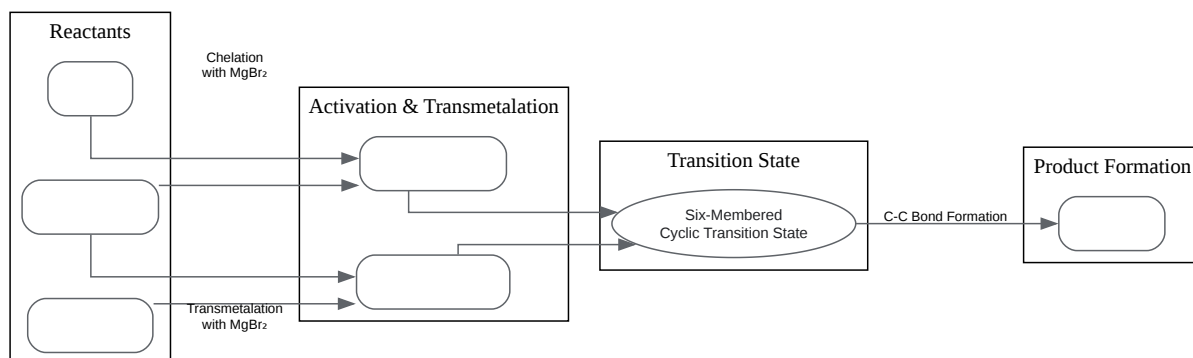 Reactants
Chelation
with MgBr₂
Activation & Transmetalation
Transmetalation
with MgBr₂
Transition State
Six-Membered
Cyclic Transition State
C-C Bond Formation
Product Formation